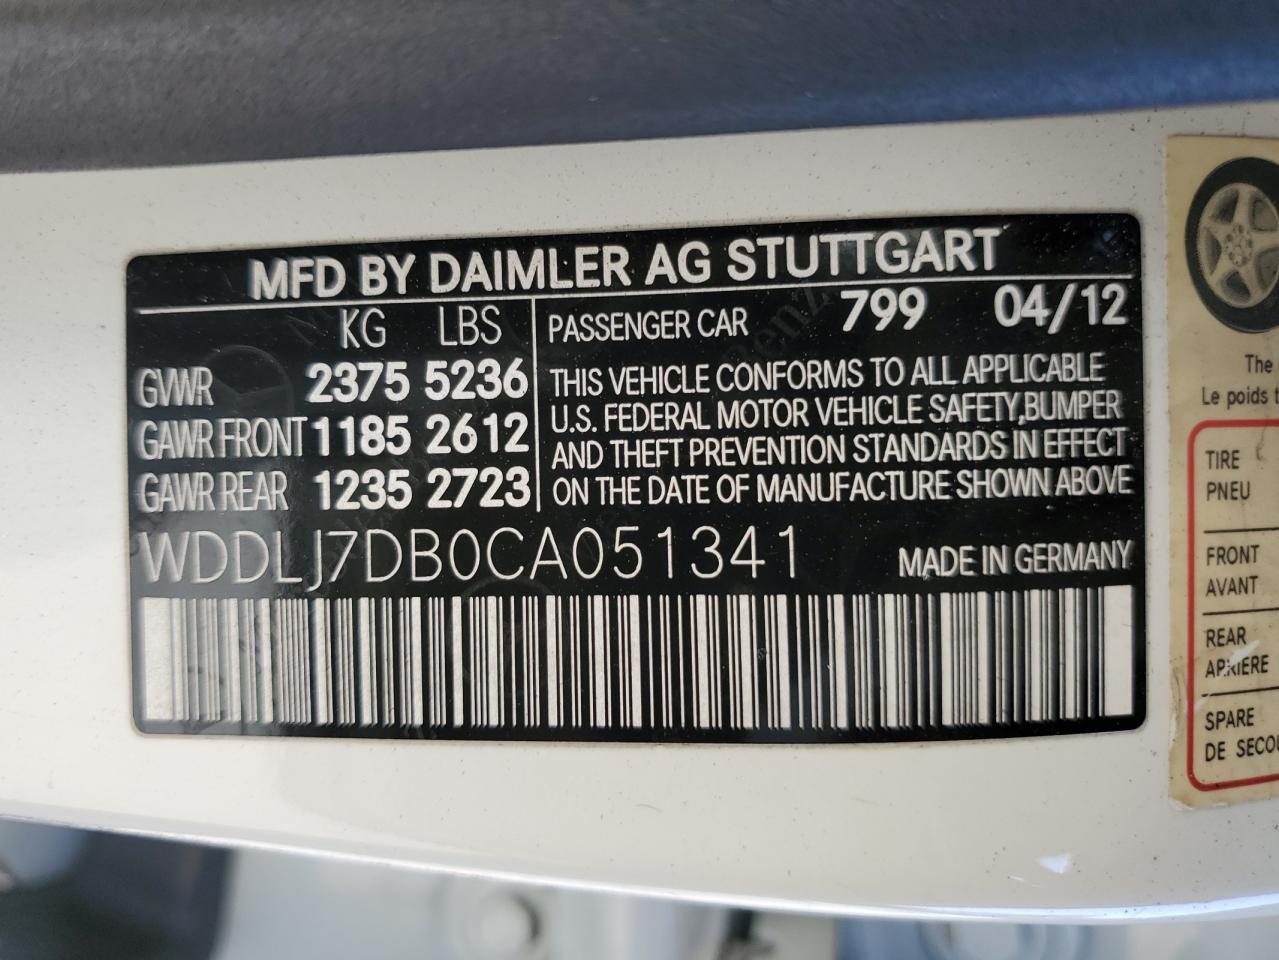 MFD BY DAIMLER AG STUTTGART
KG LBS
GVWR 2375 5236
GAWR FRONT 1185 2612
GAWR REAR 1235 2723
PASSENGER CAR 799 04/12
THIS VEHICLE CONFORMS TO ALL APPLICABLE
U.S. FEDERAL MOTOR VEHICLE SAFETY,BUMPER
AND THEFT PREVENTION STANDARDS IN EFFECT
ON THE DATE OF MANUFACTURE SHOWN ABOVE
WDDLJ7DB0CA051341 MADE IN GERMANY
The
Le poids
TIRE
PNEU
FRONT
AVANT
REAR
ARRIERE
SPARE
DE